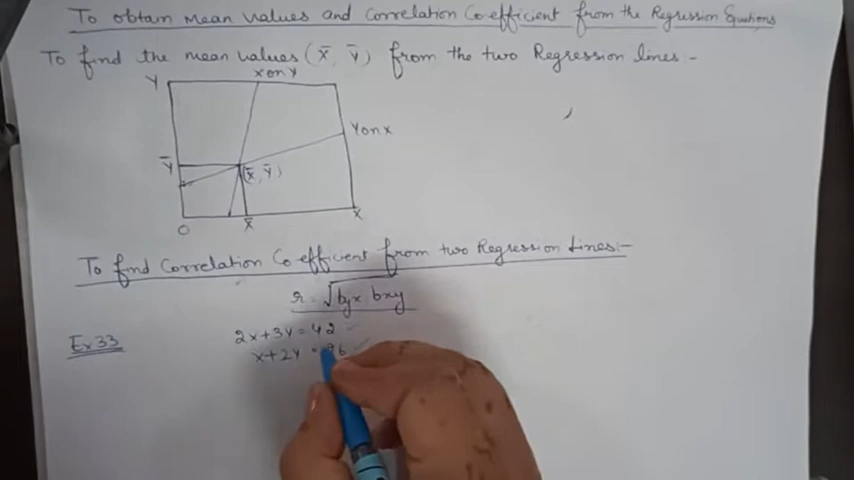 To obtain Mean values and Correlation Coefficient from the Regression Equations
To find the mean values (x̄, ȳ) from the two Regression lines -
Y
X on Y
Y on X
ȳ
(x̄, ȳ)
O
x̄
X
To find Correlation Coefficient from two Regression Lines:-
r = √byx bxy
Ex 33
2x+3y = 42
x+2y =